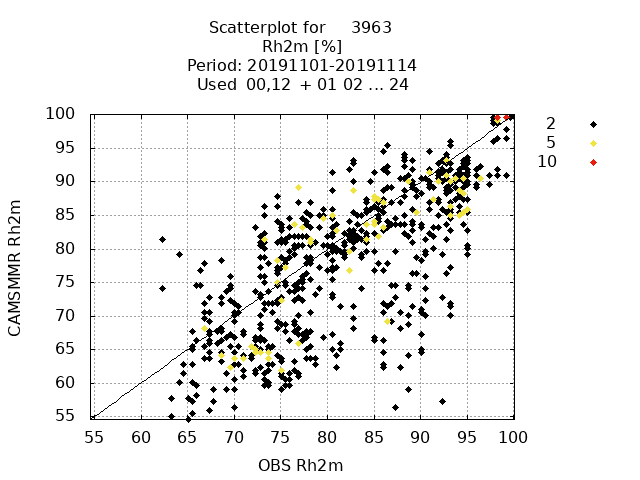 Scatterplot for 3963
Rh2m [%]
Period: 20191101-20191114
Used 00,12 + 01 02 ... 24
2
5
10
100
95
90
85
80
75
70
65
60
55
CAMSMMR Rh2m
55 60 65 70 75 80 85 90 95 100
OBS Rh2m